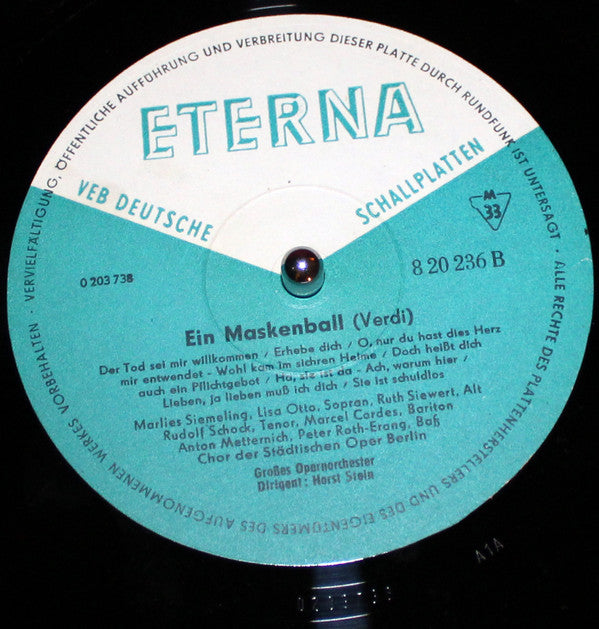 VERVIELFÄLTIGUNG, ÖFFENTLICHE AUFFÜHRUNG UND VERBREITUNG DIESER PLATTE DURCH RUNDFUNK IST UNTERSAGT · ALLE RECHTE DES PLATTENHERSTELLERS UND DES EIGENTÜMERS DES AUFGENOMMENEN WERKES VORBEHALTEN ·
ETERNA
VEB DEUTSCHE SCHALLPLATTEN
M
33
0 203 738
8 20 236 B
Ein Maskenball (Verdi)
Der Tod sei mir willkommen / Erhebe dich / O, nur du hast dies Herz
mir entwendet - Wohl kam im sichren Heime / Doch heißt dich
auch ein Pflichtgebot / Ha, sie ist da - Ach, warum hier /
Lieben, ja lieben muß ich dich / Sie ist schuldlos
Marlies Siemeling, Lisa Otto, Sopran, Ruth Siewert, Alt
Rudolf Schock, Tenor, Marcel Cordes, Bariton
Anton Metternich, Peter Roth-Erang, Baß
Chor der Städtischen Oper Berlin
Großes Opernorchester
Dirigent: Horst Stein
A1A
0203738